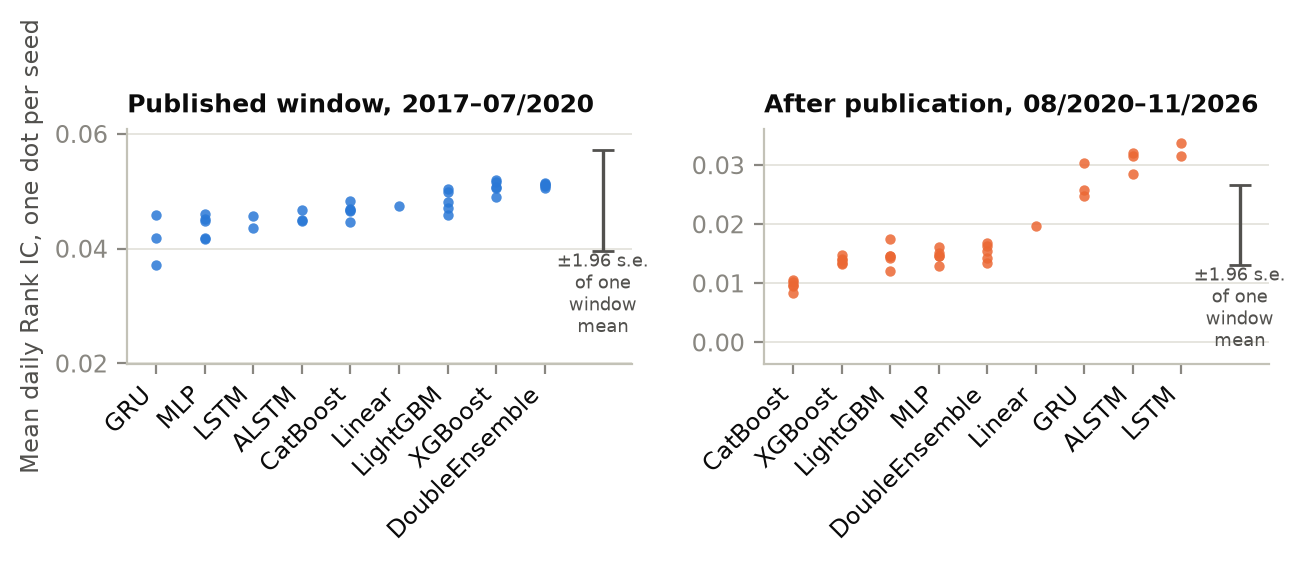 Mean daily Rank IC, one dot per seed
Published window, 2017–07/2020
0.06
0.04
0.02
±1.96 s.e.
of one
window
mean
GRU
MLP
LSTM
ALSTM
CatBoost
Linear
LightGBM
XGBoost
DoubleEnsemble
After publication, 08/2020–11/2026
0.03
0.02
0.01
0.00
±1.96 s.e.
of one
window
mean
CatBoost
XGBoost
LightGBM
MLP
DoubleEnsemble
Linear
GRU
ALSTM
LSTM